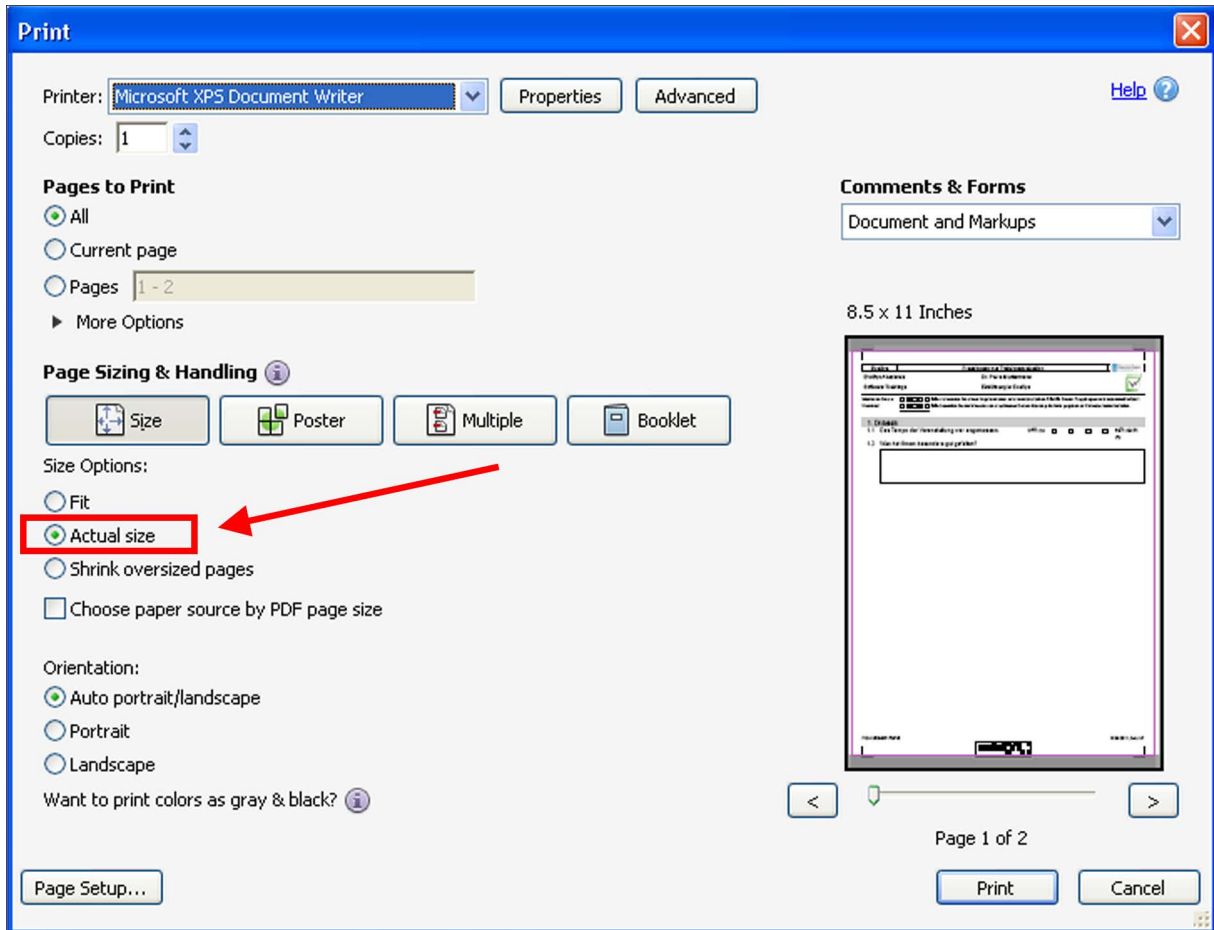 Print
Printer: Microsoft XPS Document Writer Properties Advanced Help
Copies: 1
Pages to Print
All
Current page
Pages 1 - 2
More Options
Comments & Forms
Document and Markups
8.5 x 11 Inches
Page Sizing & Handling
Size Poster Multiple Booklet
Size Options:
Fit
Actual size
Shrink oversized pages
Choose paper source by PDF page size
Orientation:
Auto portrait/landscape
Portrait
Landscape
Want to print colors as gray & black?
< >
Page 1 of 2
Page Setup... Print Cancel